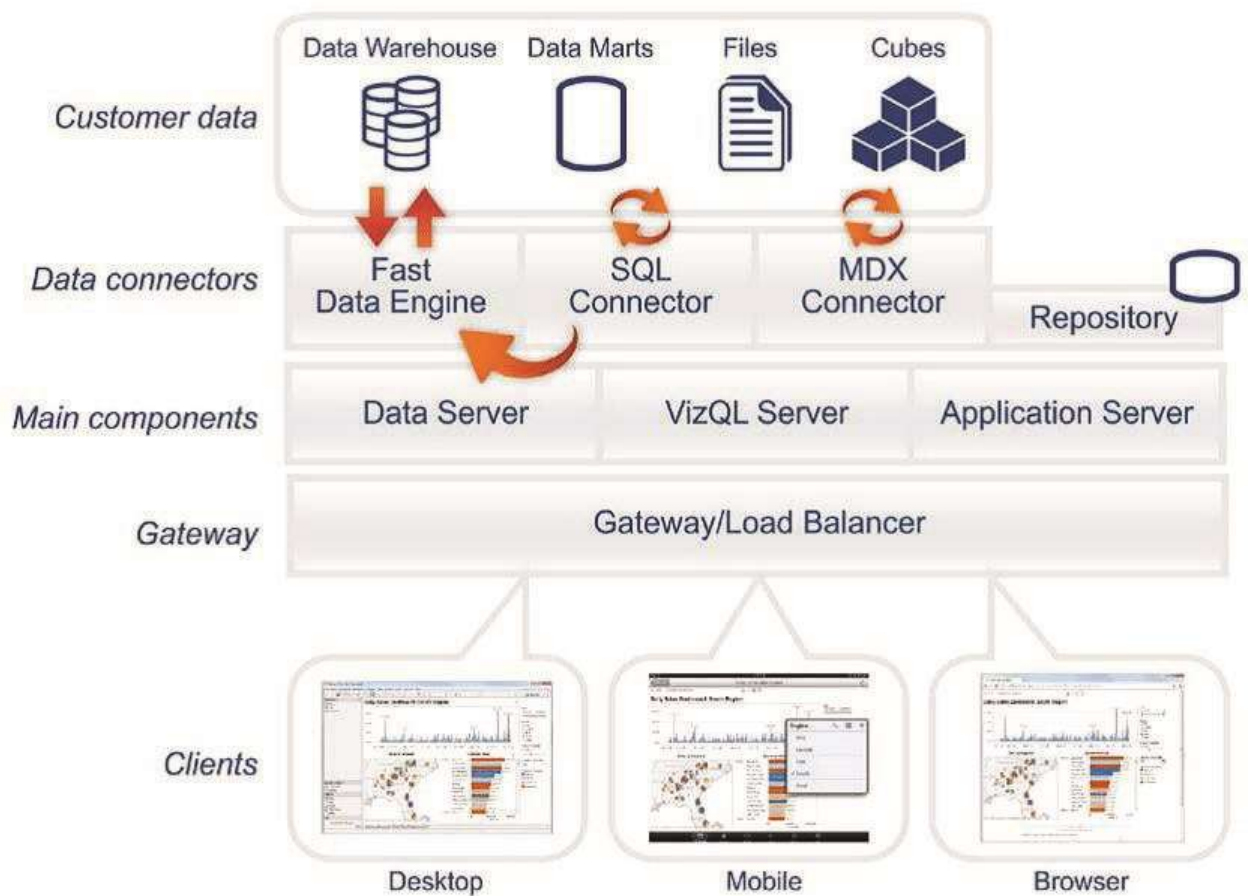 Data Warehouse
Data Marts
Files
Cubes
Customer data
Data connectors
Fast
Data Engine
SQL
Connector
MDX
Connector
Repository
Main components
Data Server
VizQL Server
Application Server
Gateway
Gateway/Load Balancer
Clients
Desktop
Mobile
Browser